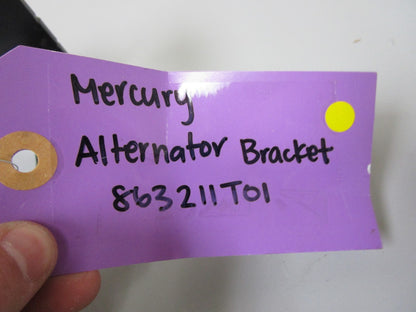 Mercury
Alternator Bracket
863211T01